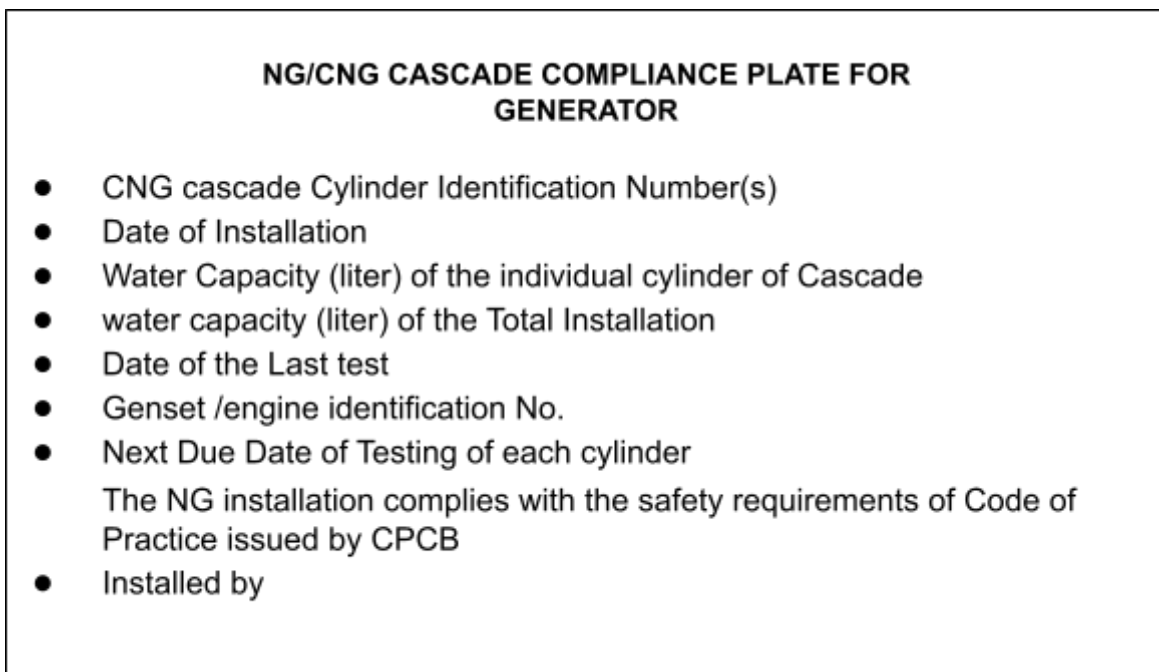 NG/CNG CASCADE COMPLIANCE PLATE FOR
GENERATOR
● CNG cascade Cylinder Identification Number(s)
● Date of Installation
● Water Capacity (liter) of the individual cylinder of Cascade
● water capacity (liter) of the Total Installation
● Date of the Last test
● Genset /engine identification No.
● Next Due Date of Testing of each cylinder
The NG installation complies with the safety requirements of Code of
Practice issued by CPCB
● Installed by